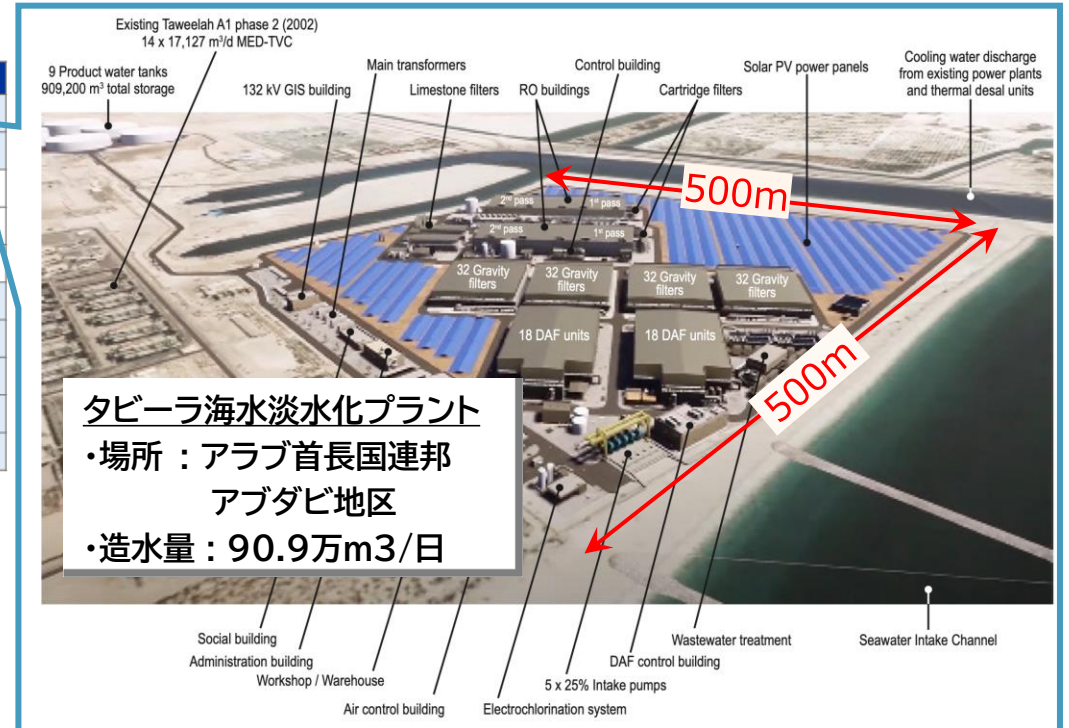 Existing Taweelah A1 phase 2 (2002)
14 x 17,127 m³/d MED-TVC
9 Product water tanks
909,200 m³ total storage
132 kV GIS building
Main transformers
Limestone filters
RO buildings
Control building
Cartridge filters
Solar PV power panels
Cooling water discharge
from existing power plants
and thermal desal units
500m
2nd pass
1st pass
2nd pass
1st pass
32 Gravity
filters
32 Gravity
filters
32 Gravity
filters
32 Gravity
filters
18 DAF units
18 DAF units
500m
タビーラ海水淡水化プラント
・場所 : アラブ首長国連邦
アブダビ地区
・造水量 : 90.9万m3/日
Social building
Administration building
Workshop / Warehouse
Air control building
Electrochlorination system
5 x 25% Intake pumps
DAF control building
Wastewater treatment
Seawater Intake Channel